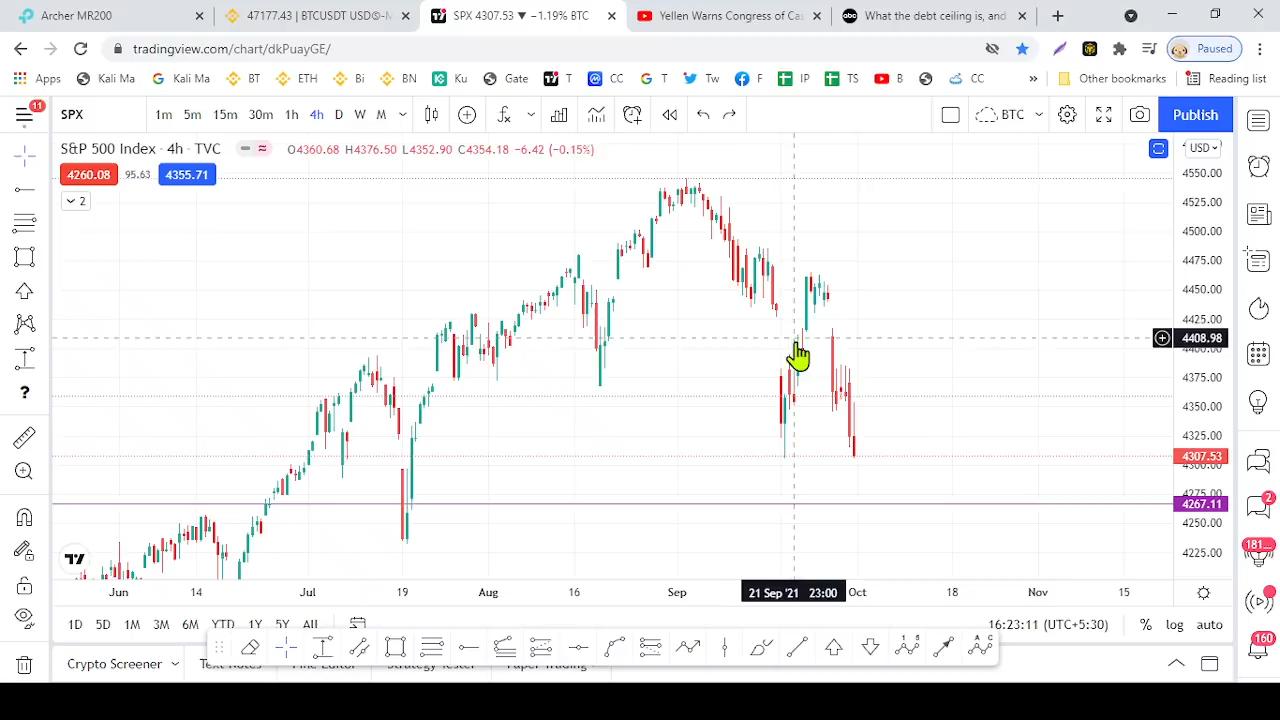 Archer MR200
47177.43 | BTCUSDT USDⓈ-M
SPX 4307.53 ▼ −1.19% BTC
Yellen Warns Congress of Ca
What the debt ceiling is, and
tradingview.com/chart/dkPuayGE/
Paused
Apps Kali Ma Kali Ma BT ETH Bi BN Ku Gate T CC T Tw F IP TS B CC » Other bookmarks Reading list
11
SPX 1m 5m 15m 30m 1h 4h D W M BTC Publish
S&P 500 Index · 4h · TVC O4360.68 H4376.50 L4352.90 C4354.18 −6.42 (−0.15%) USD
4260.08 95.63 4355.71
2
4550.00
4525.00
4500.00
4475.00
4450.00
4425.00
4408.98
4400.00
4375.00
4350.00
4325.00
4307.53
4300.00
4275.00
4267.11
4250.00
4225.00
2
181...
160
Jun 14 Jul 19 Aug 16 Sep 21 Sep '21 23:00 Oct 18 Nov 15
1D 5D 1M 3M 6M YTD 1Y 5Y All 16:23:11 (UTC+5:30) % log auto
Crypto Screener Text Notes Pine Editor Strategy Tester Paper Trading